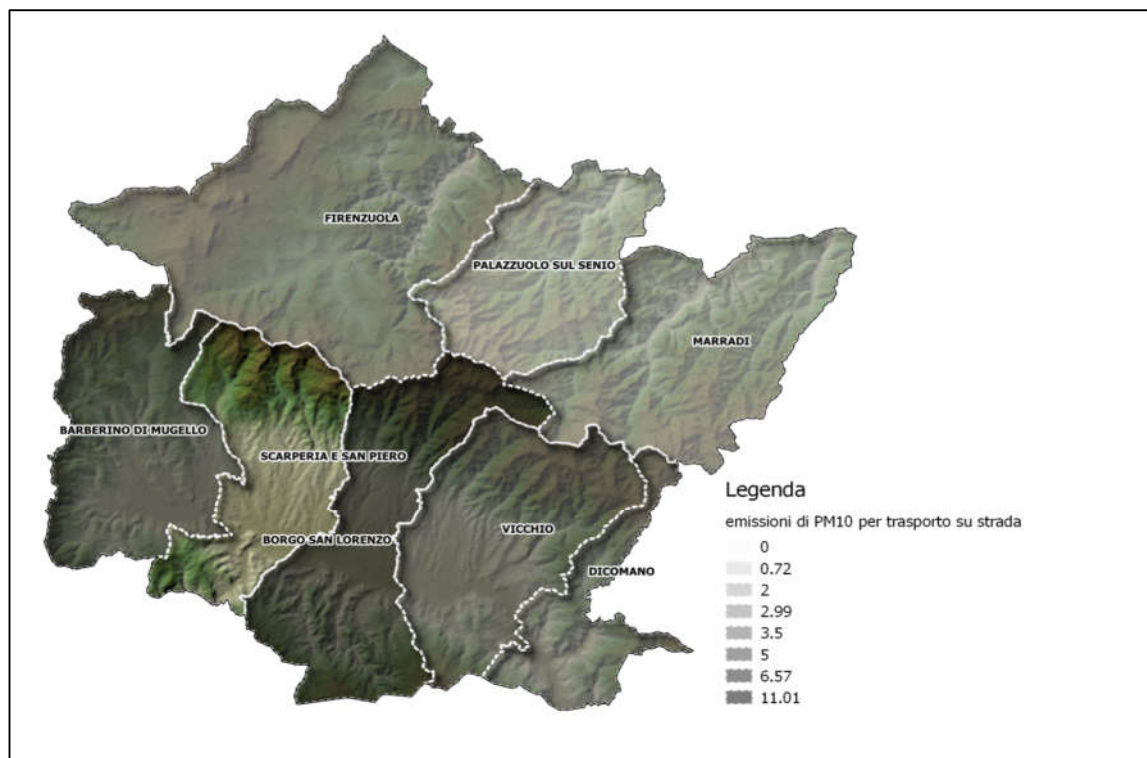 FIRENZUOLA
PALAZZUOLO SUL SENIO
MARRADI
BARBERINO DI MUGELLO
SCARPERIA E SAN PIERO
BORGO SAN LORENZO
VICCHIO
DICOMANO
Legenda
emissioni di PM10 per trasporto su strada
0
0.72
2
2.99
3.5
5
6.57
11.01